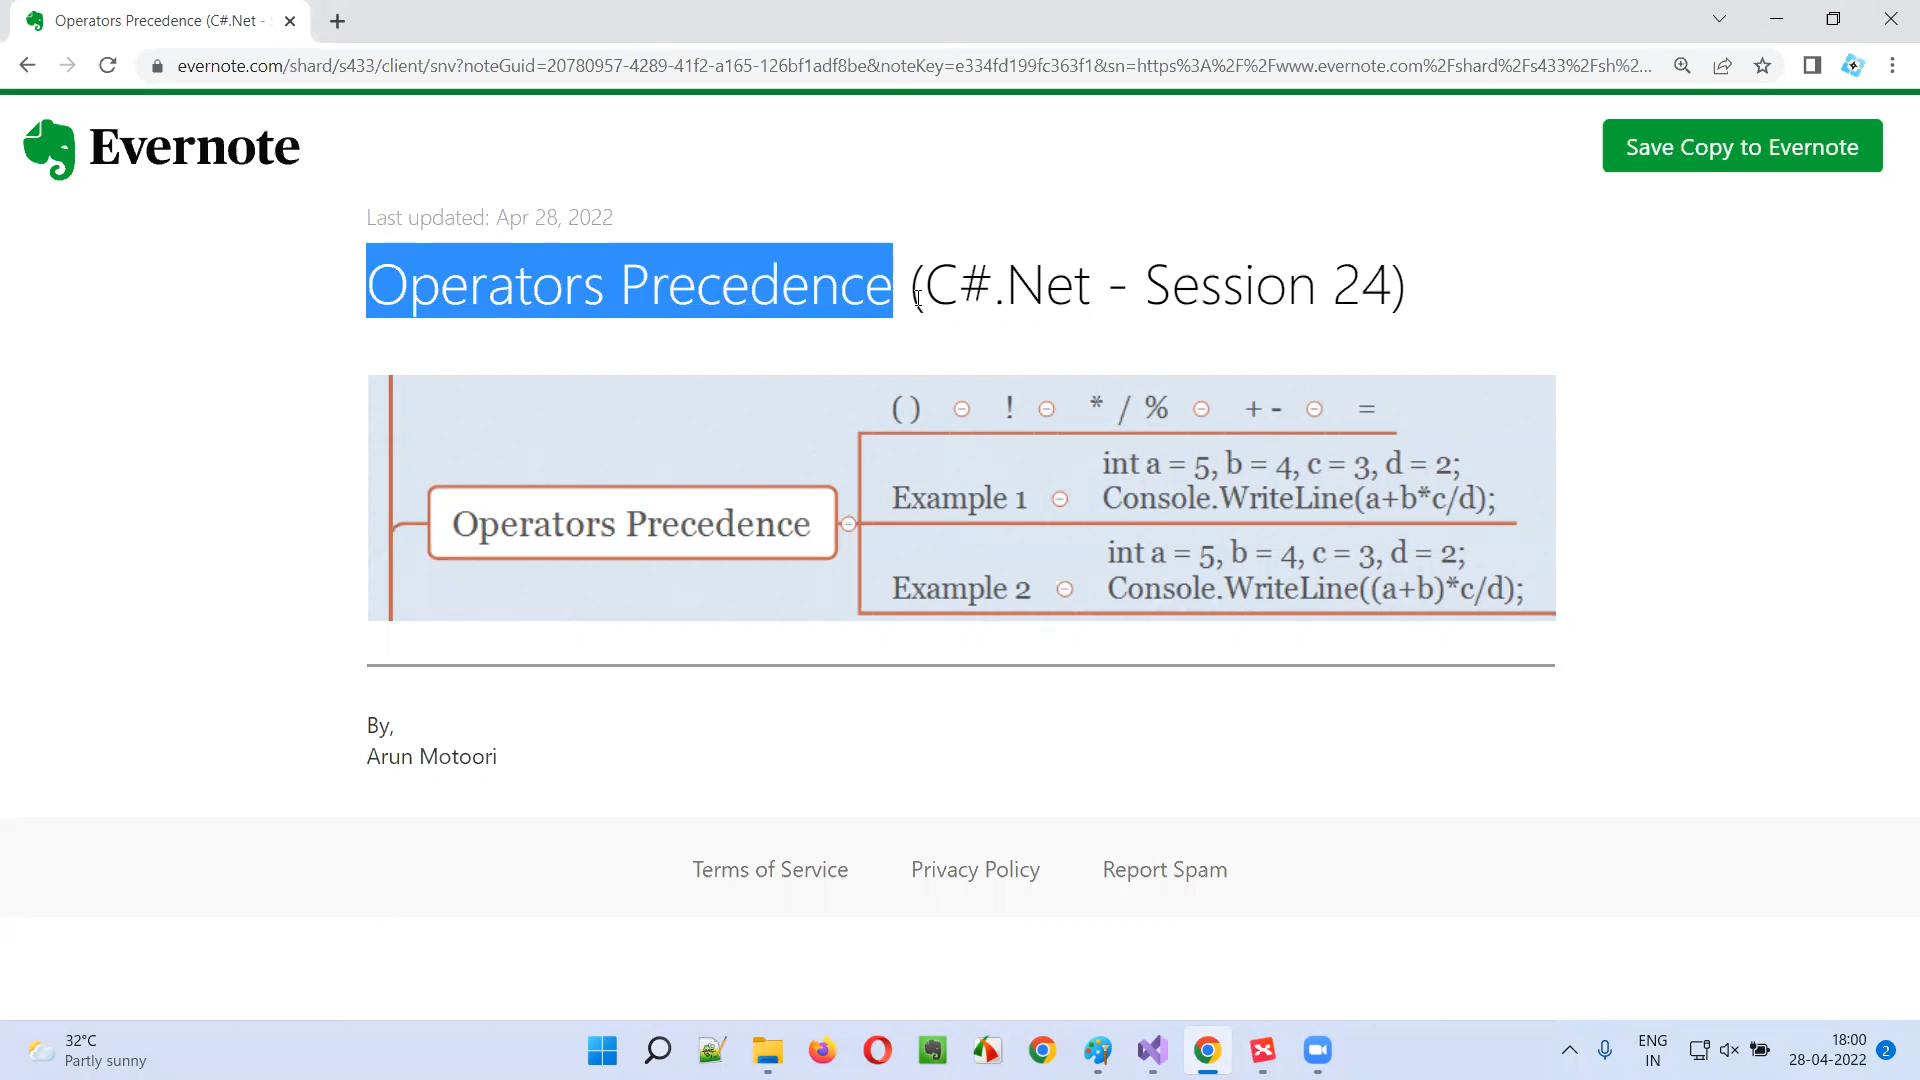 Operators Precedence (C#.Net -
evernote.com/shard/s433/client/snv?noteGuid=20780957-4289-41f2-a165-126bf1adf8be&noteKey=e334fd199fc363f1&sn=https%3A%2F%2Fwww.evernote.com%2Fshard%2Fs433%2Fsh%2...
Evernote
Save Copy to Evernote
Last updated: Apr 28, 2022
Operators Precedence (C#.Net - Session 24)
( ) ! * / % + - =
int a = 5, b = 4, c = 3, d = 2;
Example 1 Console.WriteLine(a+b*c/d);
Operators Precedence
int a = 5, b = 4, c = 3, d = 2;
Example 2 Console.WriteLine((a+b)*c/d);
By,
Arun Motoori
Terms of Service Privacy Policy Report Spam
32°C
Partly sunny
ENG
IN
18:00
28-04-2022
2